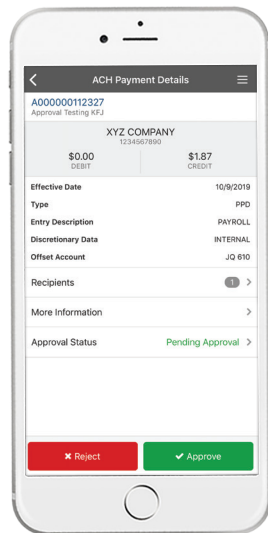 ACH Payment Details
A000000112327
Approval Testing KFJ
XYZ COMPANY
1234567890
$0.00 $1.87
DEBIT CREDIT
Effective Date 10/9/2019
Type PPD
Entry Description PAYROLL
Discretionary Data INTERNAL
Offset Account JQ 610
Recipients 1
More Information
Approval Status Pending Approval
Reject Approve